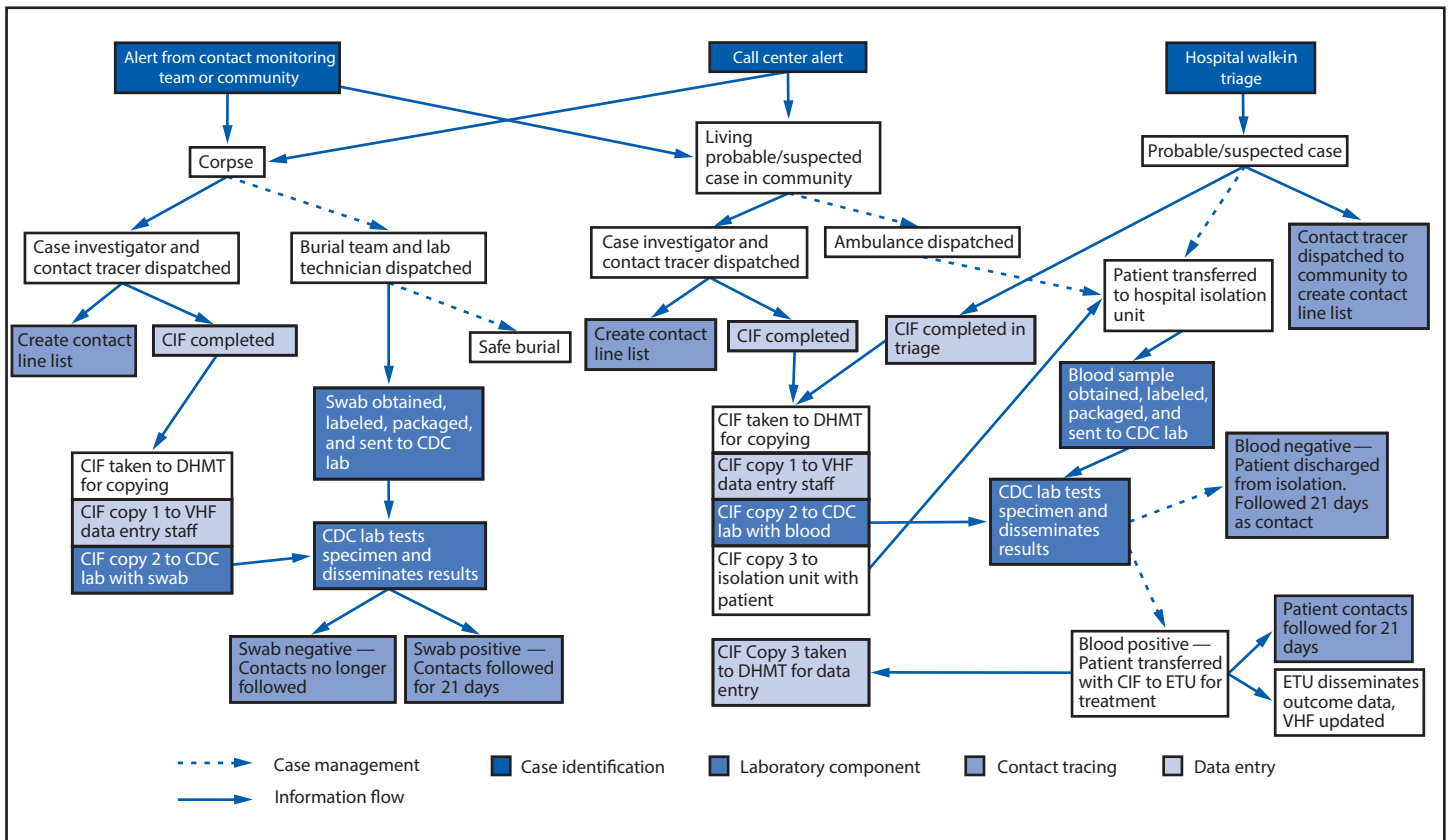 Alert from contact monitoring
team or community
Call center alert
Hospital walk-in
triage
Corpse
Living
probable/suspected
case in community
Probable/suspected case
Case investigator and
contact tracer dispatched
Burial team and lab
technician dispatched
Case investigator and
contact tracer dispatched
Ambulance dispatched
Patient transferred
to hospital isolation
unit
Contact tracer
dispatched to
community to
create contact
line list
Create contact
line list
CIF completed
Safe burial
Create contact
line list
CIF completed
CIF completed in
triage
Swab obtained,
labeled, packaged,
and sent to CDC
lab
Blood sample
obtained, labeled,
packaged, and
sent to CDC lab
CIF taken to DHMT
for copying
CIF copy 1 to VHF
data entry staff
CIF copy 2 to CDC
lab with swab
CDC lab tests
specimen and
disseminates results
CIF taken to DHMT
for copying
CIF copy 1 to VHF
data entry staff
CIF copy 2 to CDC
lab with blood
CIF copy 3 to
isolation unit with
patient
CDC lab tests
specimen and
disseminates
results
Blood negative —
Patient discharged
from isolation.
Followed 21 days
as contact
Swab negative —
Contacts no longer
followed
Swab positive —
Contacts followed
for 21 days
CIF Copy 3 taken
to DHMT for data
entry
Blood positive —
Patient transferred
with CIF to ETU for
treatment
Patient contacts
followed for 21
days
ETU disseminates
outcome data,
VHF updated
Case management
Case identification
Laboratory component
Contact tracing
Data entry
Information flow